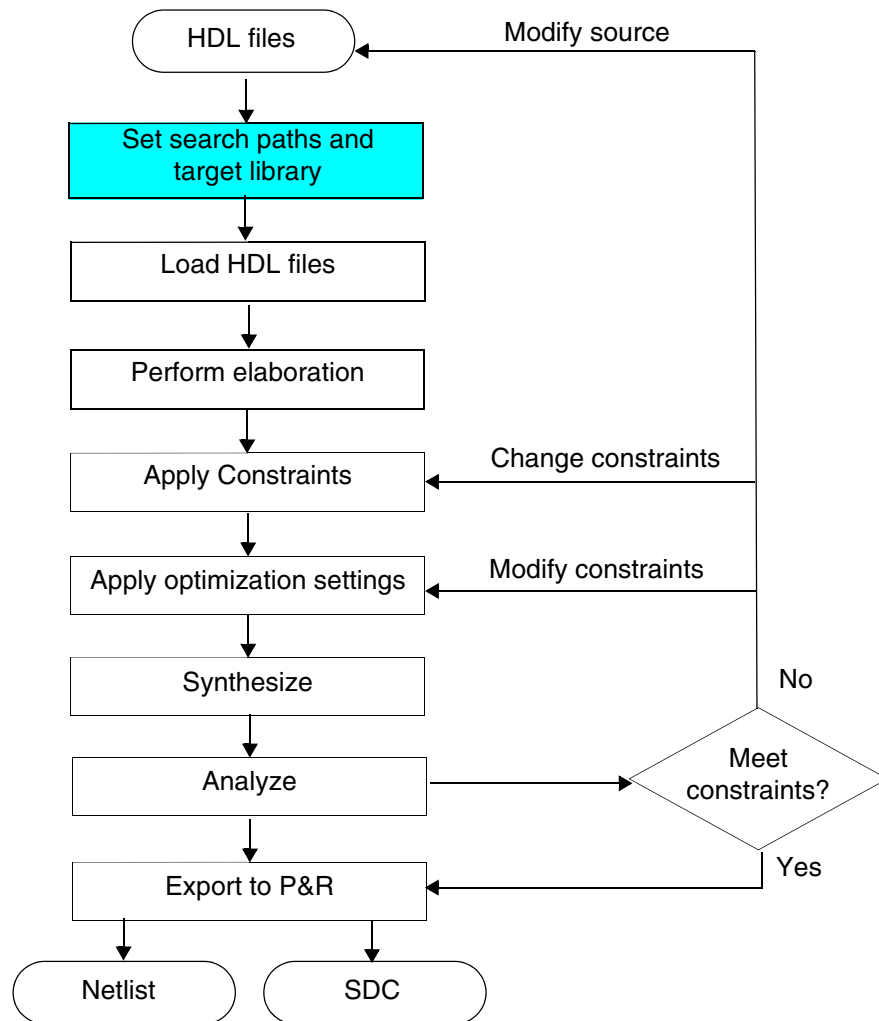 HDL files
Modify source
Set search paths and
target library
Load HDL files
Perform elaboration
Apply Constraints
Change constraints
Apply optimization settings
Modify constraints
Synthesize
No
Analyze
Meet
constraints?
Yes
Export to P&R
Netlist
SDC